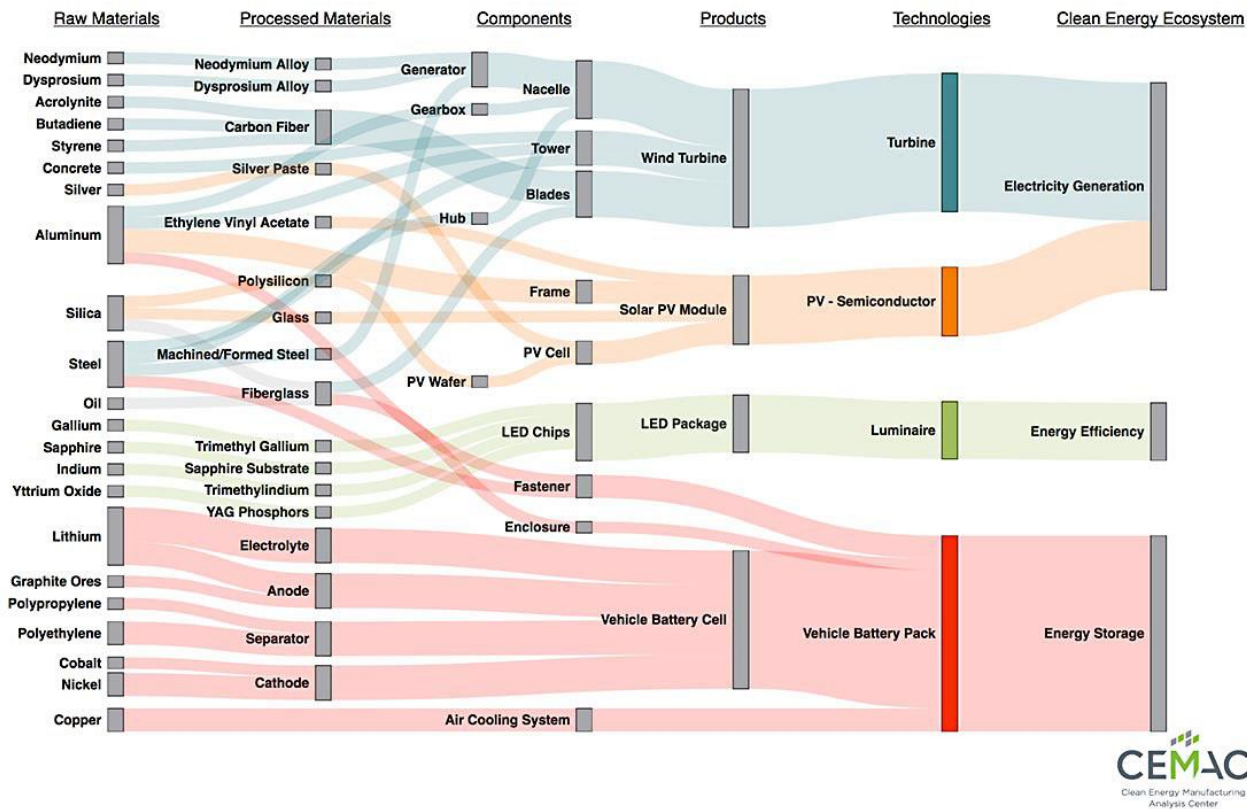 Raw Materials
Processed Materials
Components
Products
Technologies
Clean Energy Ecosystem
Neodymium
Dysprosium
Acrolynite
Butadiene
Styrene
Concrete
Silver
Aluminum
Silica
Steel
Oil
Gallium
Sapphire
Indium
Yttrium Oxide
Lithium
Graphite Ores
Polypropylene
Polyethylene
Cobalt
Nickel
Copper
Neodymium Alloy
Dysprosium Alloy
Carbon Fiber
Silver Paste
Ethylene Vinyl Acetate
Polysilicon
Glass
Machined/Formed Steel
Fiberglass
Trimethyl Gallium
Sapphire Substrate
Trimethylindium
YAG Phosphors
Electrolyte
Anode
Separator
Cathode
Generator
Gearbox
Hub
PV Wafer
Nacelle
Tower
Blades
Frame
PV Cell
LED Chips
Fastener
Enclosure
Air Cooling System
Wind Turbine
Solar PV Module
LED Package
Vehicle Battery Cell
Turbine
PV - Semiconductor
Luminaire
Vehicle Battery Pack
Electricity Generation
Energy Efficiency
Energy Storage
CEMAC
Clean Energy Manufacturing
Analysis Center